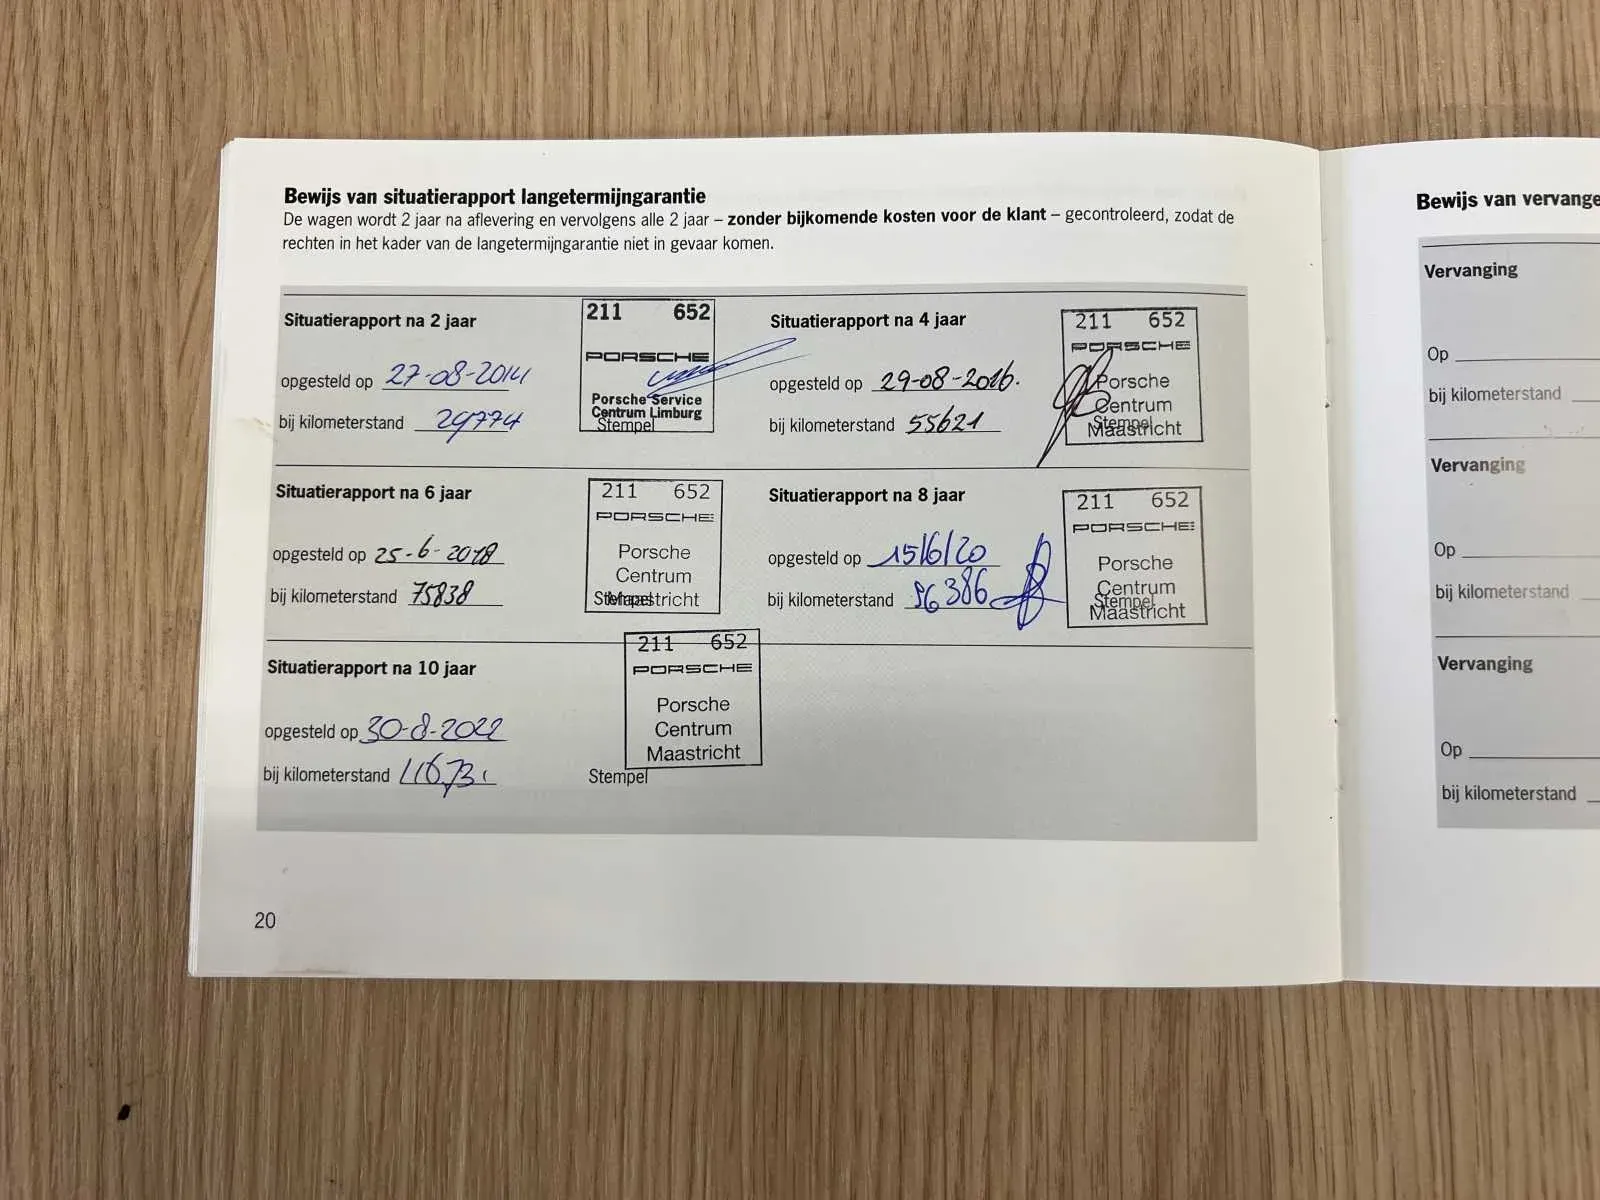 Bewijs van situatierapport langetermijngarantie
De wagen wordt 2 jaar na aflevering en vervolgens alle 2 jaar – zonder bijkomende kosten voor de klant – gecontroleerd, zodat de
rechten in het kader van de langetermijngarantie niet in gevaar komen.
Situatierapport na 2 jaar
opgesteld op 27-08-2014
bij kilometerstand 29774
211 652
PORSCHE
Porsche Service
Centrum Limburg
Stempel
Situatierapport na 4 jaar
opgesteld op 29-08-2016.
bij kilometerstand 55621
211 652
PORSCHE
Porsche
Centrum
Stempel
Maastricht
Situatierapport na 6 jaar
opgesteld op 25-6-2018
bij kilometerstand 75838
211 652
PORSCHE
Porsche
Centrum
Stempel
Maastricht
Situatierapport na 8 jaar
opgesteld op 15/6/20
bij kilometerstand 96386
211 652
PORSCHE
Porsche
Centrum
Stempel
Maastricht
Situatierapport na 10 jaar
opgesteld op 30-8-2022
bij kilometerstand
211 652
PORSCHE
Porsche
Centrum
Maastricht
Stempel
20
Bewijs van
Vervanging
Op
bij kilometerstand
Vervanging
Op
bij kilometerstand
Vervanging
Op
bij kilometerstand